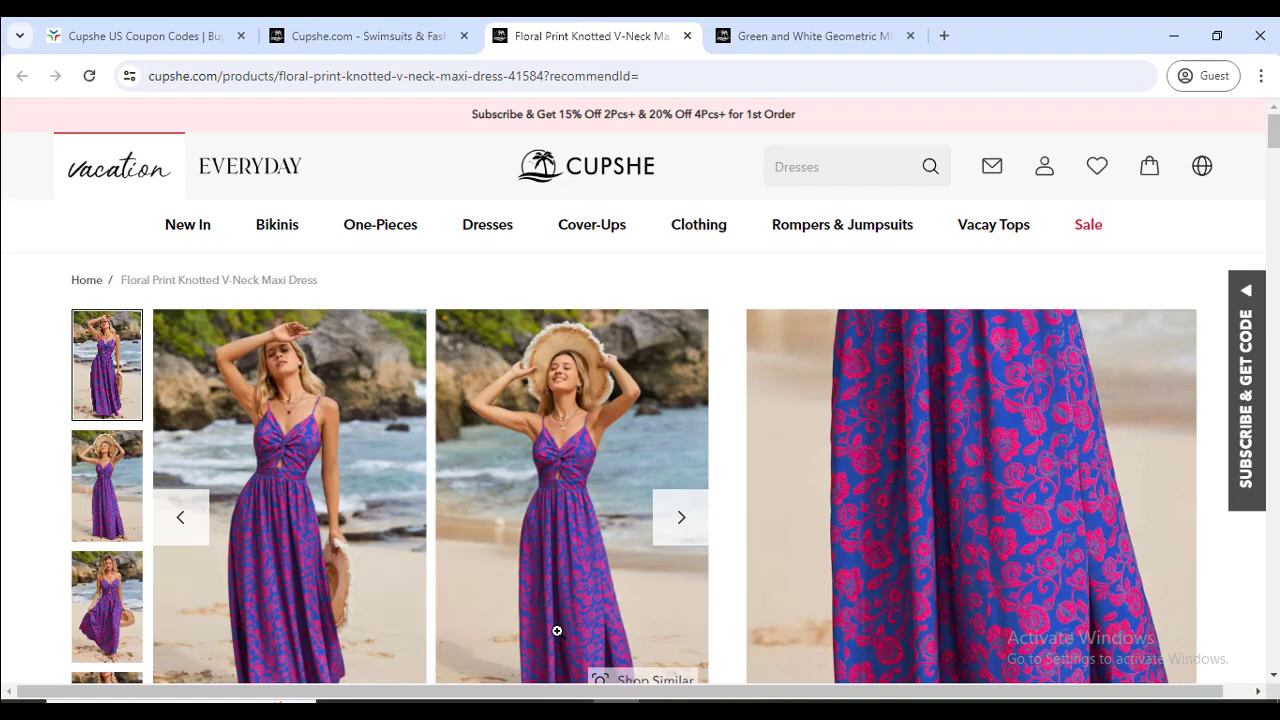 Cupshe US Coupon Codes | Bu
Cupshe.com - Swimsuits & Fash
Floral Print Knotted V-Neck Ma
Green and White Geometric Mi
cupshe.com/products/floral-print-knotted-v-neck-maxi-dress-41584?recommendId=
Guest
Subscribe & Get 15% Off 2Pcs+ & 20% Off 4Pcs+ for 1st Order
vacation
EVERYDAY
CUPSHE
Dresses
New In
Bikinis
One-Pieces
Dresses
Cover-Ups
Clothing
Rompers & Jumpsuits
Vacay Tops
Sale
Home / Floral Print Knotted V-Neck Maxi Dress
SUBSCRIBE & GET CODE
Shop Similar
Activate Windows
Go to Settings to activate Windows.